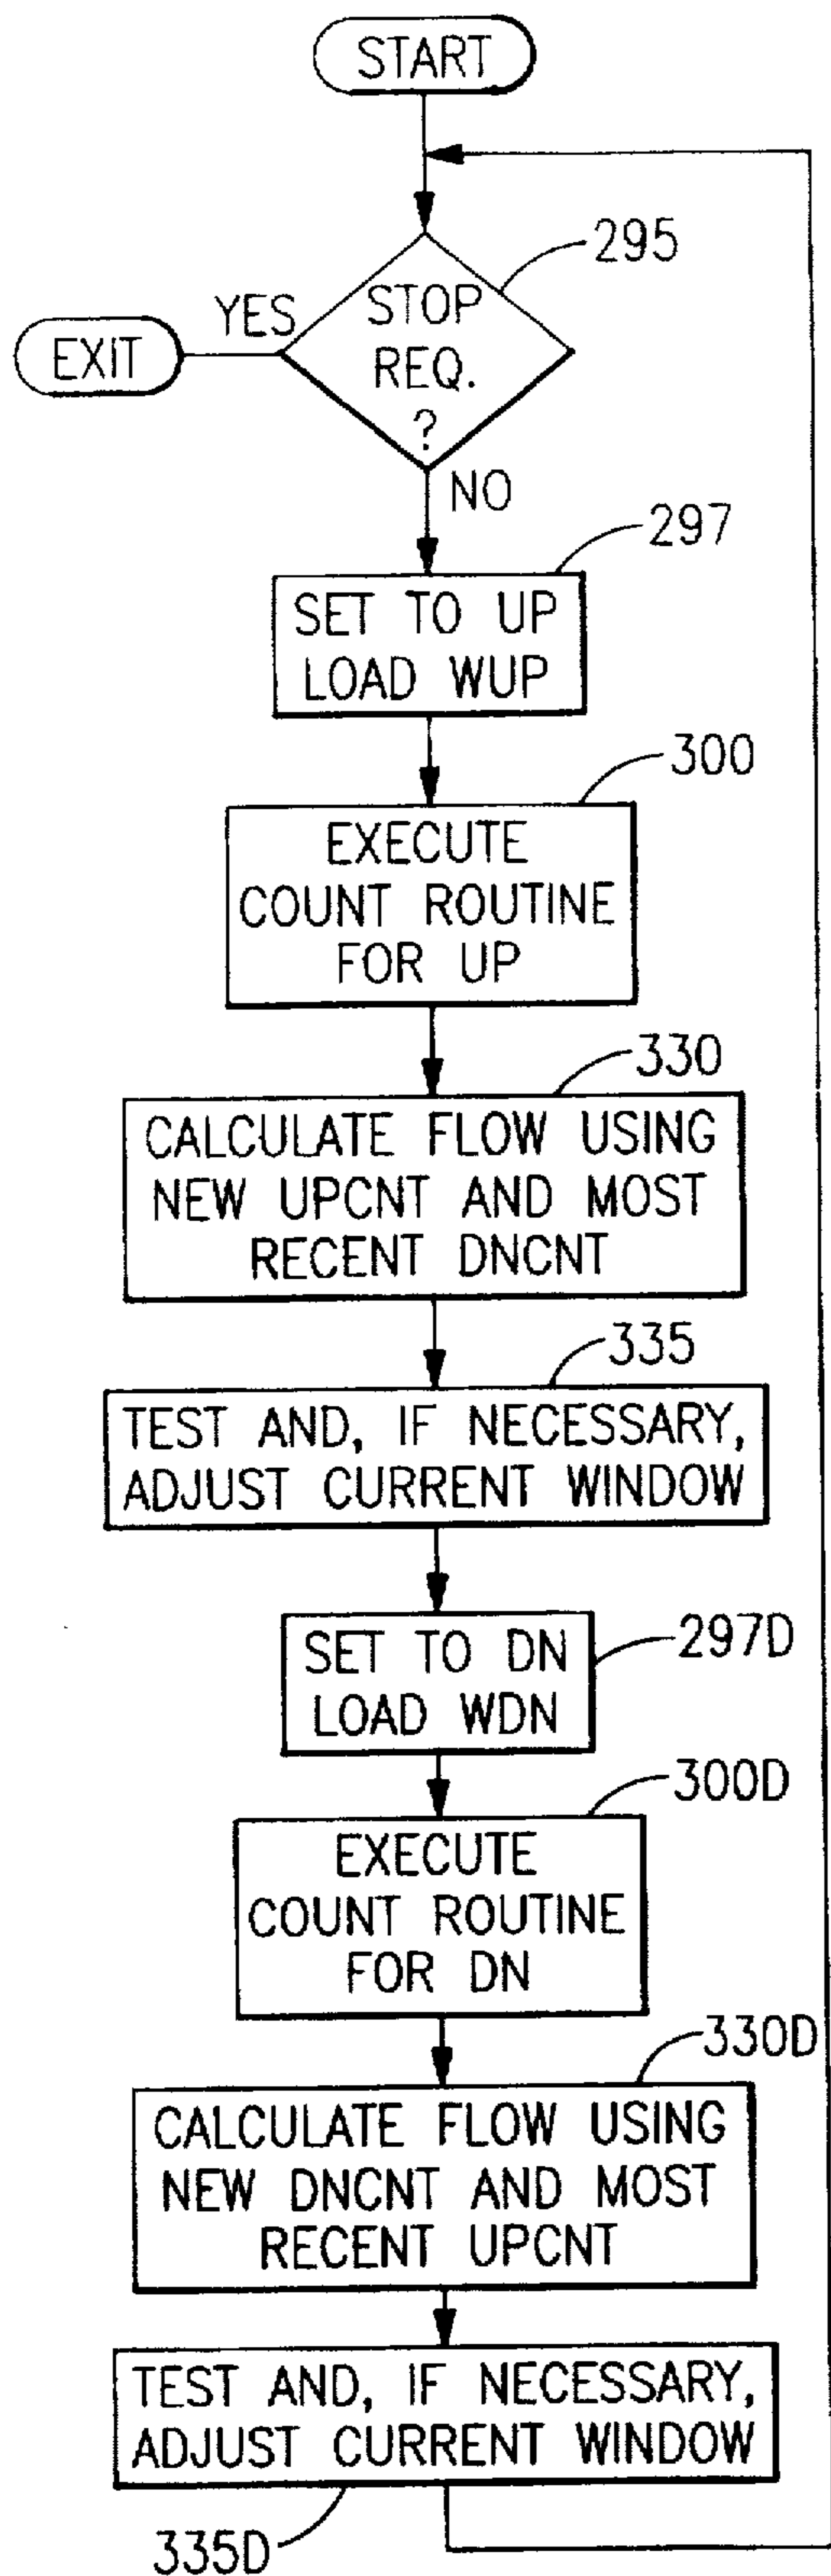 START
295
STOP
REQ.
?
YES
EXIT
NO
297
SET TO UP
LOAD WUP
300
EXECUTE
COUNT ROUTINE
FOR UP
330
CALCULATE FLOW USING
NEW UPCNT AND MOST
RECENT DNCNT
335
TEST AND, IF NECESSARY,
ADJUST CURRENT WINDOW
297D
SET TO DN
LOAD WDN
300D
EXECUTE
COUNT ROUTINE
FOR DN
330D
CALCULATE FLOW USING
NEW DNCNT AND MOST
RECENT UPCNT
TEST AND, IF NECESSARY,
ADJUST CURRENT WINDOW
335D